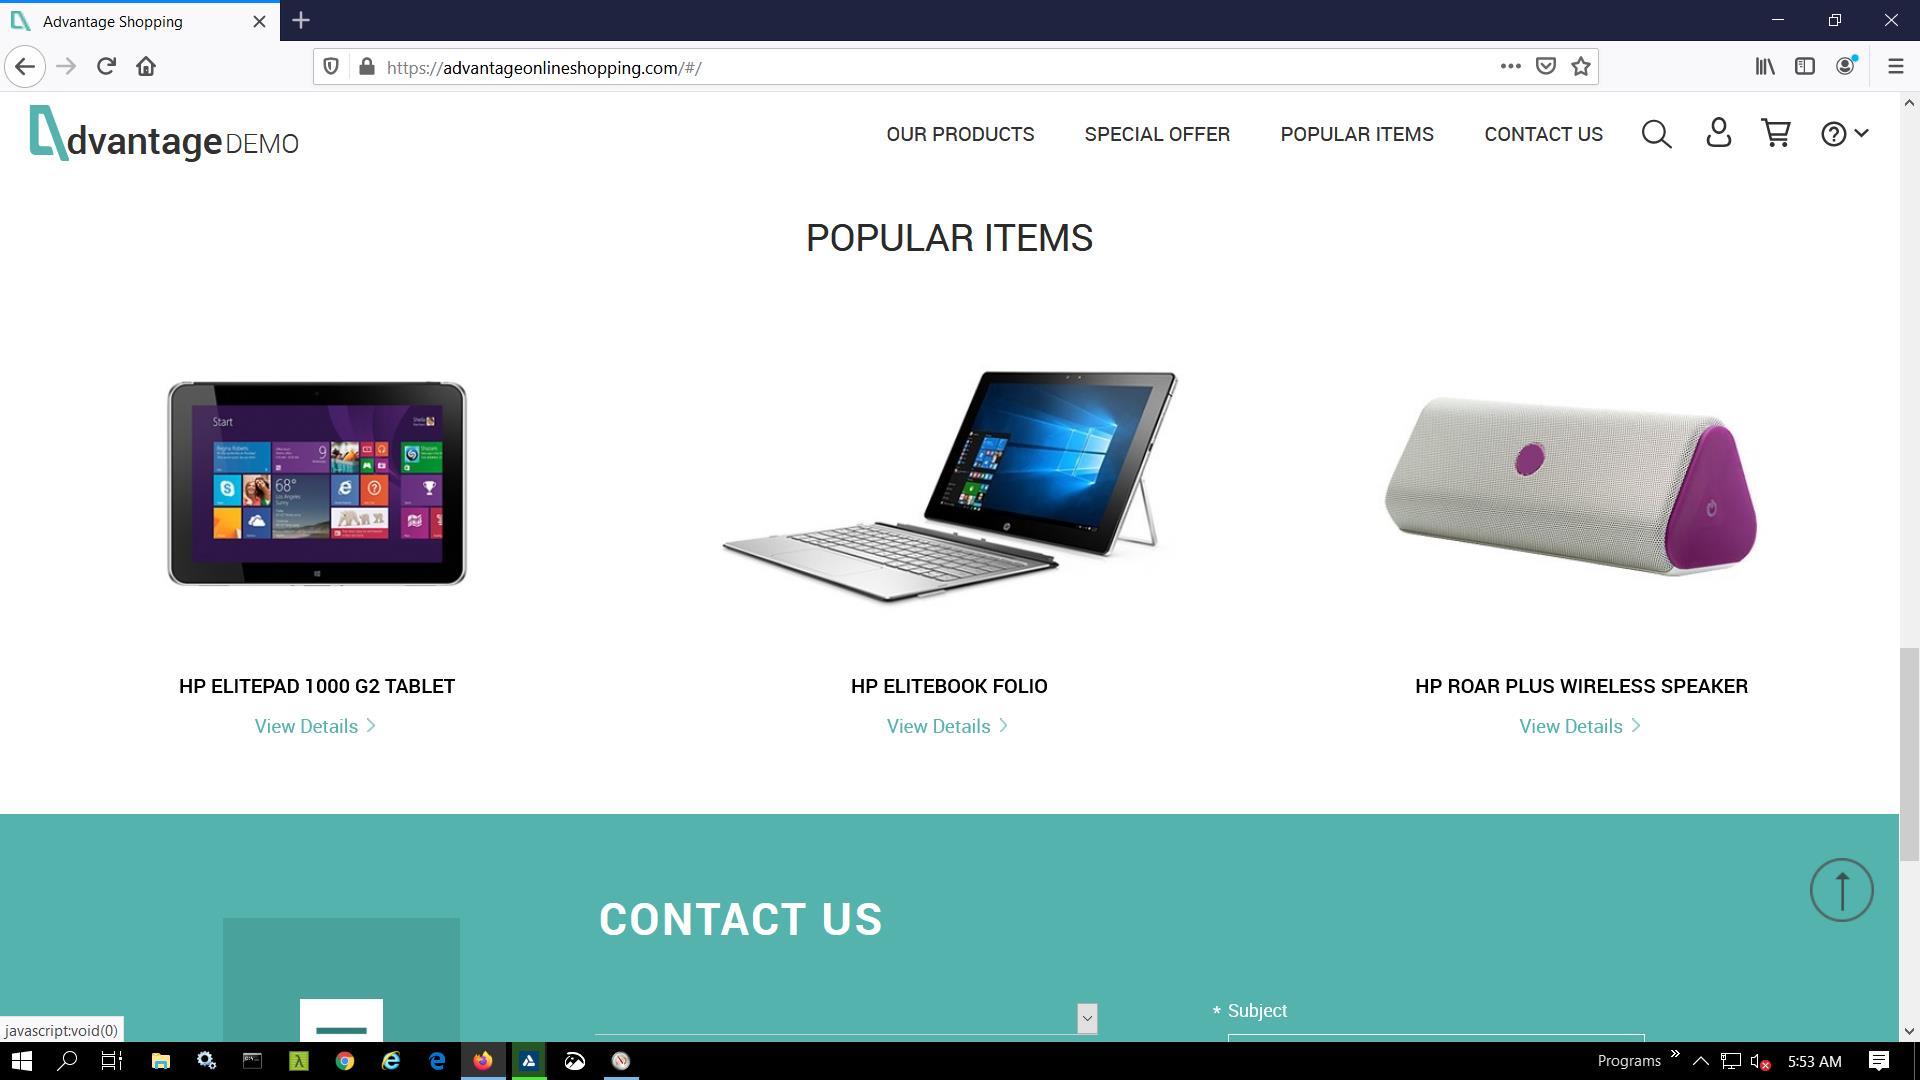 Advantage Shopping
https://advantageonlineshopping.com/#/
dvantage DEMO
OUR PRODUCTS
SPECIAL OFFER
POPULAR ITEMS
CONTACT US
POPULAR ITEMS
Start
68°
HP ELITEPAD 1000 G2 TABLET
HP ELITEBOOK FOLIO
HP ROAR PLUS WIRELESS SPEAKER
View Details
View Details
View Details
CONTACT US
* Subject
javascript:void(0)
Programs
5:53 AM